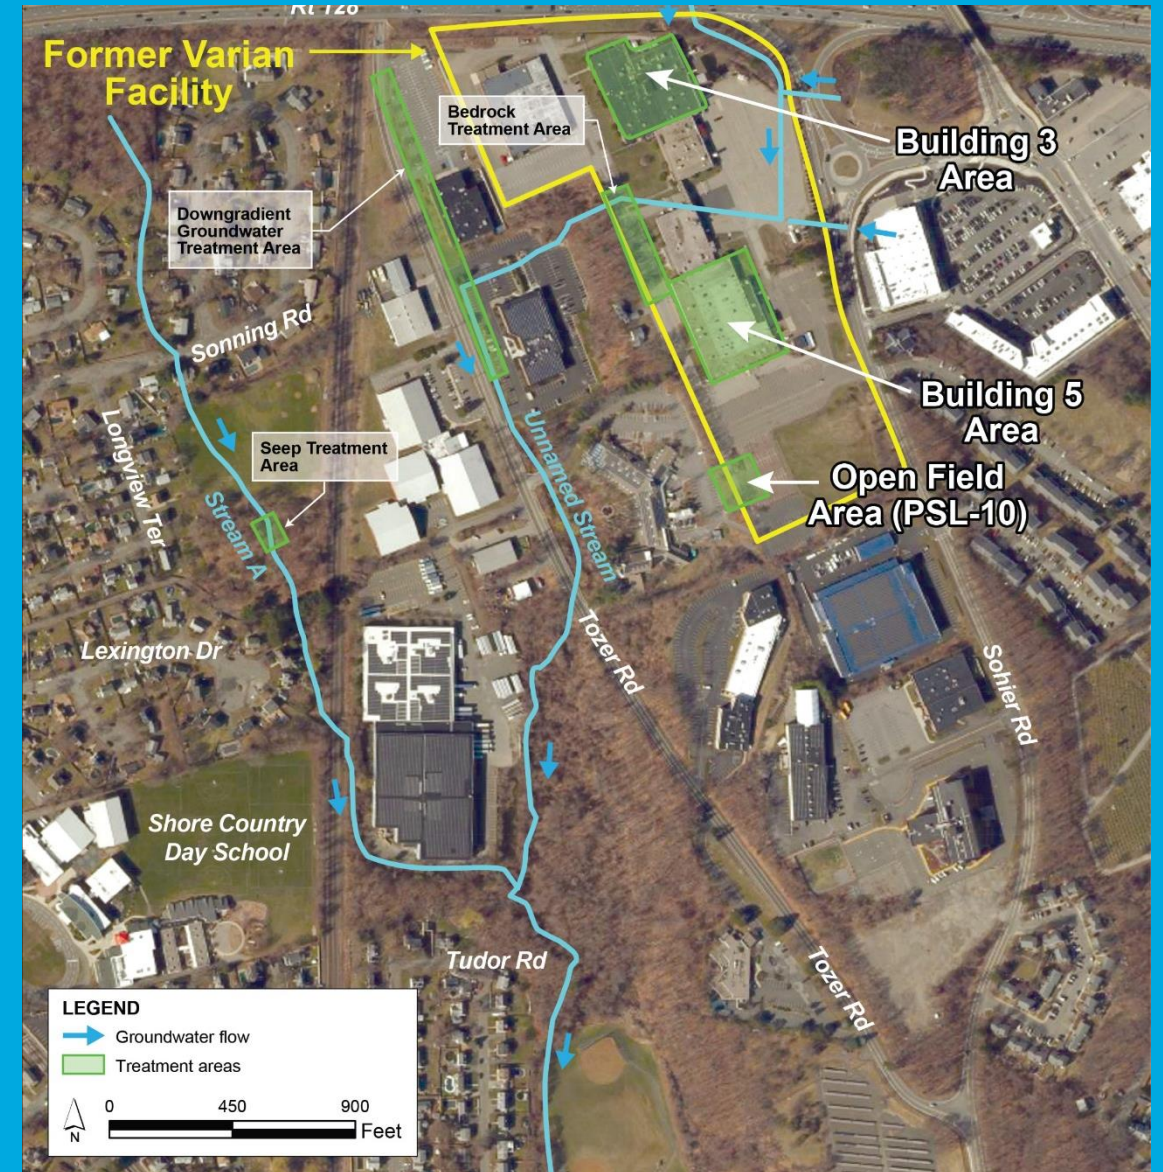 Rt 128
Former Varian
Facility
Bedrock
Treatment Area
Building 3
Area
Downgradient
Groundwater
Treatment Area
Sonning Rd
Longview Ter
Seep Treatment
Area
Stream A
Unnamed Stream
Building 5
Area
Open Field
Area (PSL-10)
Lexington Dr
Tozer Rd
Sohier Rd
Shore Country
Day School
Tudor Rd
Tozer Rd
LEGEND
Groundwater flow
Treatment areas
N
0 450 900
Feet